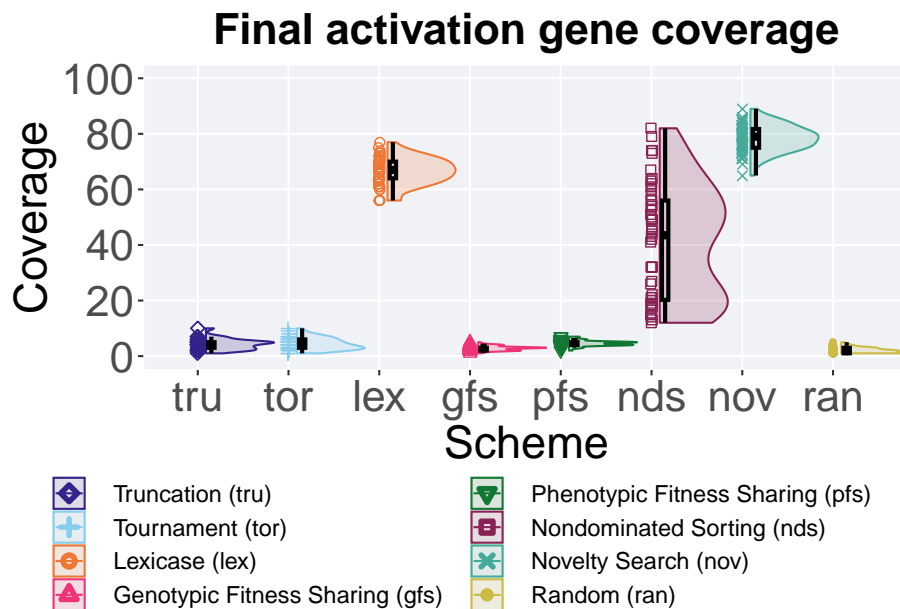 Final activation gene coverage
Coverage
100
80
60
40
20
0
tru tor lex gfs pfs nds nov ran
Scheme
Truncation (tru)
Tournament (tor)
Lexicase (lex)
Genotypic Fitness Sharing (gfs)
Phenotypic Fitness Sharing (pfs)
Nondominated Sorting (nds)
Novelty Search (nov)
Random (ran)